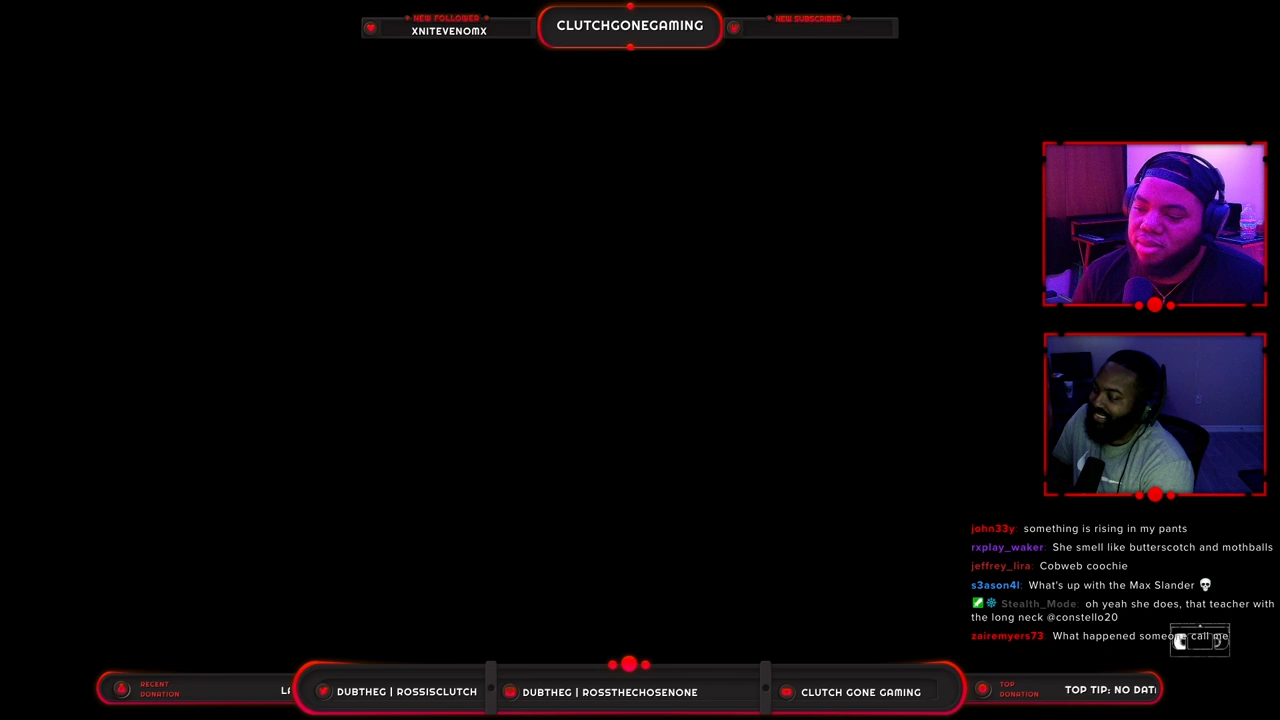 NEW FOLLOWER
XNITEVENOMX
CLUTCHGONEGAMING
NEW SUBSCRIBER
john33y: something is rising in my pants
rxplay_waker: She smell like butterscotch and mothballs
jeffrey_lira: Cobweb coochie
s3ason4l: What's up with the Max Slander 💀
Stealth_Mode: oh yeah she does, that teacher with
the long neck @constello20
zairemyers73: What happened someone call me
RECENT
DONATION
DUBTHEG | ROSSISCLUTCH
DUBTHEG | ROSSTHECHOSENONE
CLUTCH GONE GAMING
TOP
DONATION
TOP TIP: NO DAT